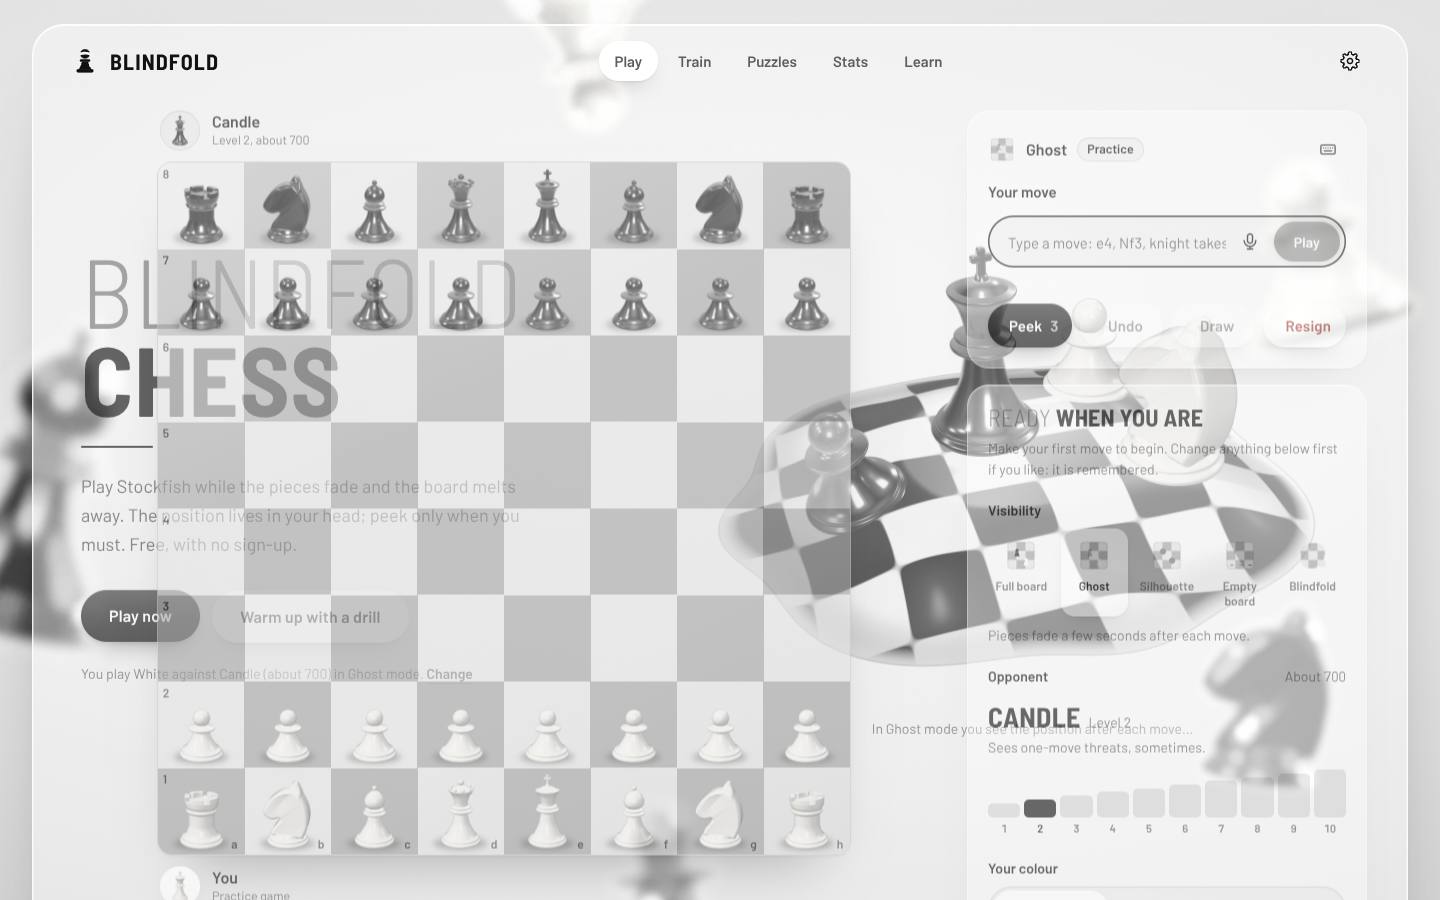 BLINDFOLD
Play
Train
Puzzles
Stats
Learn
Candle
Level 2, about 700
8
7
6
5
4
3
2
1
a
b
c
d
e
f
g
h
You
Practice game
BLINDFOLD
CHESS
Play Stockfish while the pieces fade and the board melts
away. The position lives in your head; peek only when you
must. Free, with no sign-up.
Play now
Warm up with a drill
You play White against Candle (about 700) in Ghost mode. Change
In Ghost mode you see the position after each move...
Ghost
Practice
Your move
Type a move: e4, Nf3, knight takes
Play
Peek 3
Undo
Draw
Resign
READY WHEN YOU ARE
Make your first move to begin. Change anything below first
if you like; it is remembered.
Visibility
Full board
Ghost
Silhouette
Empty
board
Blindfold
Pieces fade a few seconds after each move.
Opponent
About 700
CANDLE Level 2
Sees one-move threats, sometimes.
1
2
3
4
5
6
7
8
9
10
Your colour